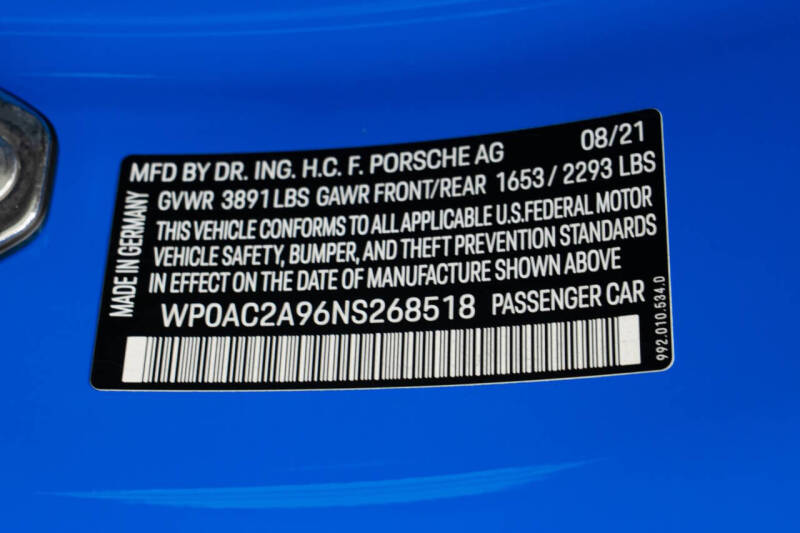 MFD BY DR. ING. H.C. F. PORSCHE AG 08/21
GVWR 3891 LBS GAWR FRONT/REAR 1653 / 2293 LBS
THIS VEHICLE CONFORMS TO ALL APPLICABLE U.S.FEDERAL MOTOR
VEHICLE SAFETY, BUMPER, AND THEFT PREVENTION STANDARDS
IN EFFECT ON THE DATE OF MANUFACTURE SHOWN ABOVE
WP0AC2A96NS268518 PASSENGER CAR
MADE IN GERMANY
992.010.534.0